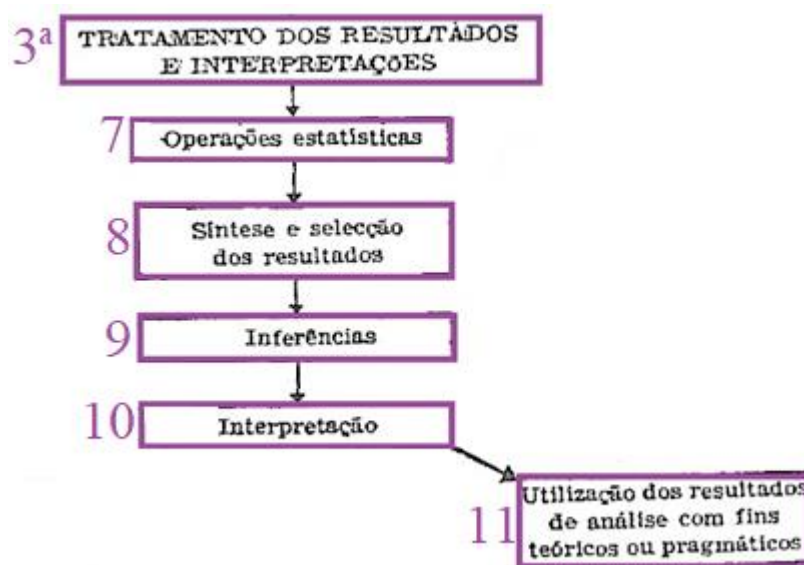 3ª
TRATAMENTO DOS RESULTADOS
E INTERPRETAÇÕES
7
Operações estatísticas
8
Síntese e selecção
dos resultados
9
Inferências
10
Interpretação
11
Utilização dos resultados
de análise com fins
teóricos ou pragmáticos